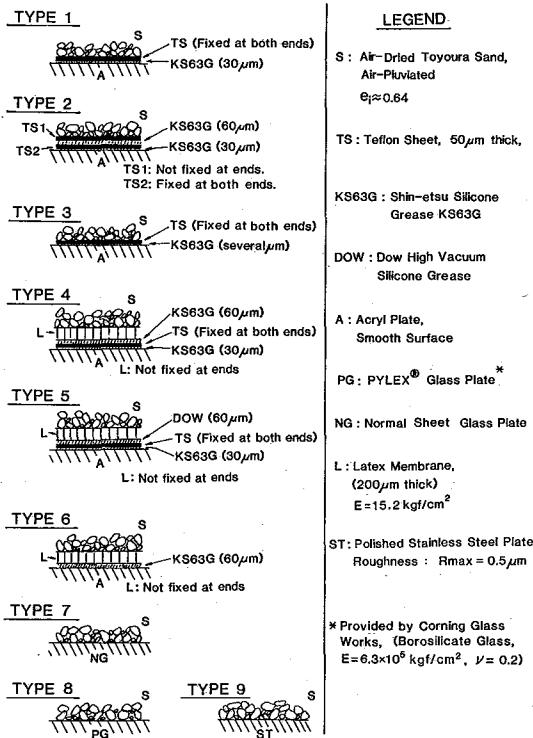 TYPE 1
S
TS (Fixed at both ends)
KS63G (30μm)
A
TYPE 2
S
TS1
KS63G (60μm)
TS2
KS63G (30μm)
A
TS1: Not fixed at ends.
TS2: Fixed at both ends.
TYPE 3
S
TS (Fixed at both ends)
KS63G (severalμm)
A
TYPE 4
S
KS63G (60μm)
L
TS (Fixed at both ends)
KS63G (30μm)
A
L: Not fixed at ends
TYPE 5
S
DOW (60μm)
L
TS (Fixed at both ends)
KS63G (30μm)
A
L: Not fixed at ends
TYPE 6
S
L
KS63G (60μm)
A
L: Not fixed at ends
TYPE 7
S
NG
TYPE 8
S
PG
TYPE 9
S
ST
LEGEND
S : Air-Dried Toyoura Sand,
Air-Pluviated
ei≈0.64
TS : Teflon Sheet, 50μm thick,
KS63G : Shin-etsu Silicone
Grease KS63G
DOW : Dow High Vacuum
Silicone Grease
A : Acryl Plate,
Smooth Surface
PG : PYLEX® Glass Plate*
NG : Normal Sheet Glass Plate
L : Latex Membrane,
(200μm thick)
E=15.2 kgf/cm²
ST: Polished Stainless Steel Plate
Roughness : Rmax = 0.5μm
* Provided by Corning Glass
Works, (Borosilicate Glass,
E=6.3×10⁵ kgf/cm², ν= 0.2)